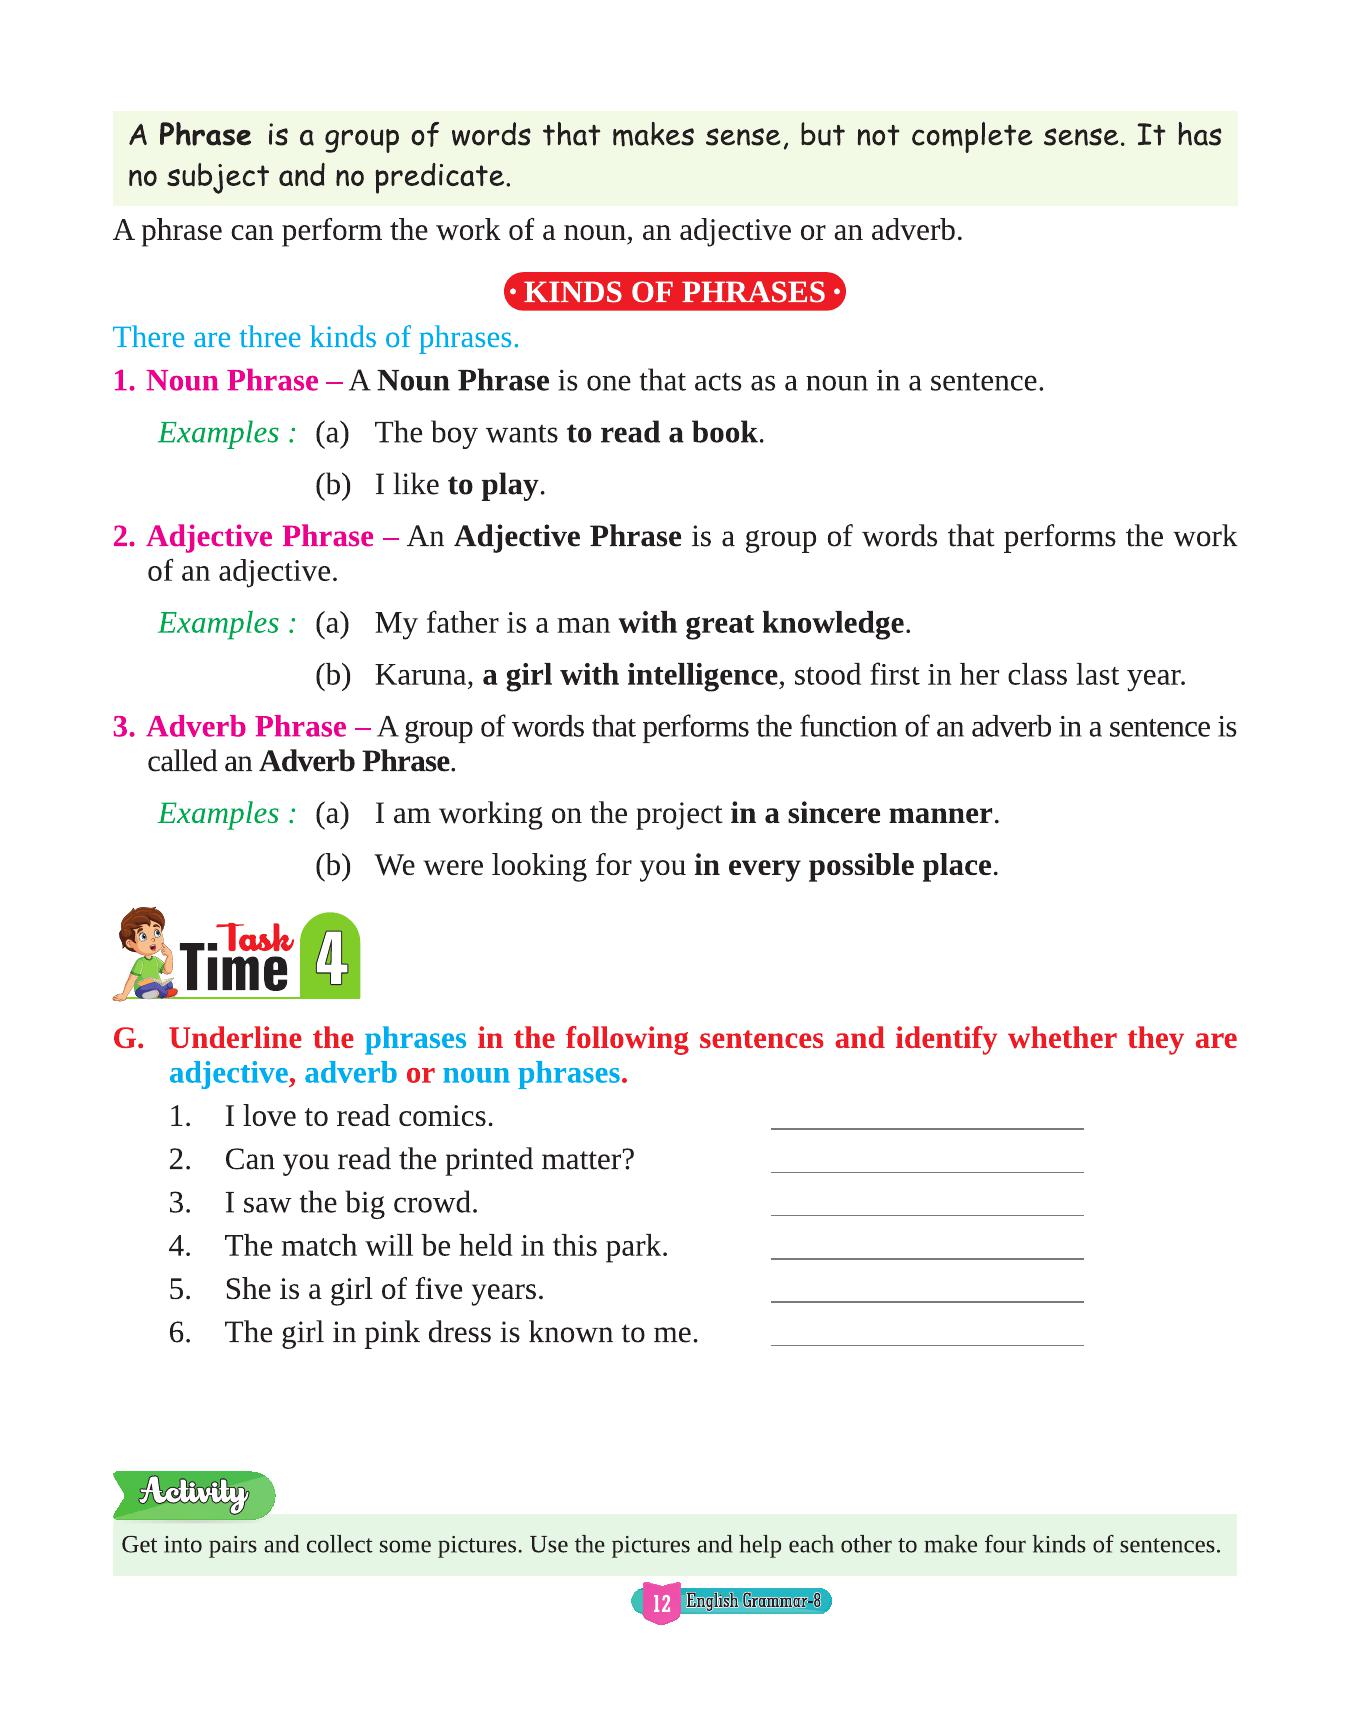 A Phrase is a group of words that makes sense, but not complete sense. It has
no subject and no predicate.
A phrase can perform the work of a noun, an adjective or an adverb.
• KINDS OF PHRASES •
There are three kinds of phrases.
1. Noun Phrase – A Noun Phrase is one that acts as a noun in a sentence.
Examples : (a) The boy wants to read a book.
(b) I like to play.
2. Adjective Phrase – An Adjective Phrase is a group of words that performs the work
of an adjective.
Examples : (a) My father is a man with great knowledge.
(b) Karuna, a girl with intelligence, stood first in her class last year.
3. Adverb Phrase – A group of words that performs the function of an adverb in a sentence is
called an Adverb Phrase.
Examples : (a) I am working on the project in a sincere manner.
(b) We were looking for you in every possible place.
Task
Time 4
G. Underline the phrases in the following sentences and identify whether they are
adjective, adverb or noun phrases.
1. I love to read comics.
2. Can you read the printed matter?
3. I saw the big crowd.
4. The match will be held in this park.
5. She is a girl of five years.
6. The girl in pink dress is known to me.
Activity
Get into pairs and collect some pictures. Use the pictures and help each other to make four kinds of sentences.
12 English Grammar-8